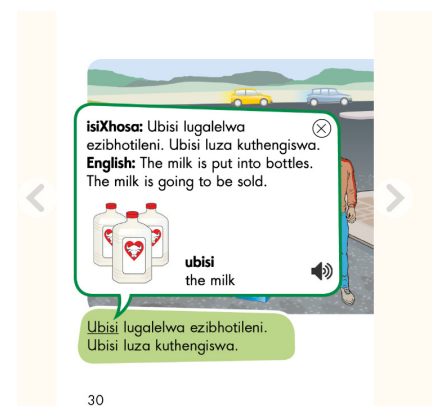 isiXhosa: Ubisi lugalelwa
ezibhotileni. Ubisi luza kuthengiswa.
English: The milk is put into bottles.
The milk is going to be sold.
ubisi
the milk
Ubisi lugalelwa ezibhotileni.
Ubisi luza kuthengiswa.
30